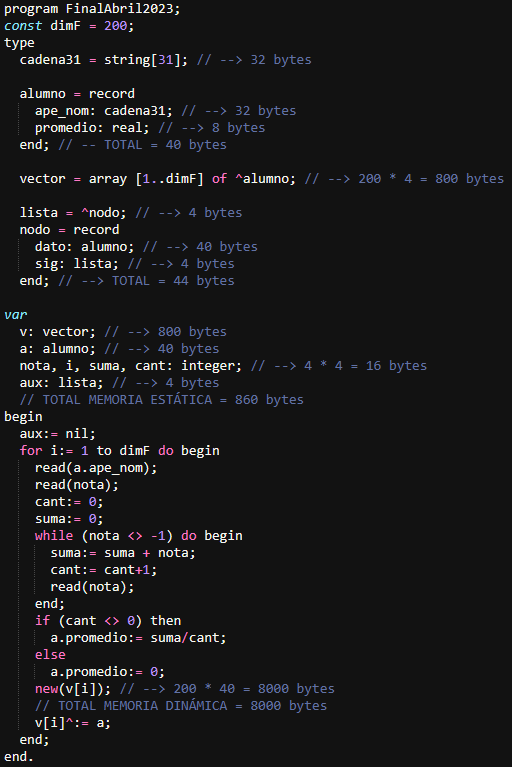 program FinalAbril2023;
const dimF = 200;
type
  cadena31 = string[31]; // --> 32 bytes

  alumno = record
    ape_nom: cadena31; // --> 32 bytes
    promedio: real; // --> 8 bytes
  end; // -- TOTAL = 40 bytes

  vector = array [1..dimF] of ^alumno; // --> 200 * 4 = 800 bytes

  lista = ^nodo; // --> 4 bytes
  nodo = record
    dato: alumno; // --> 40 bytes
    sig: lista; // --> 4 bytes
  end; // --> TOTAL = 44 bytes

var
  v: vector; // --> 800 bytes
  a: alumno; // --> 40 bytes
  nota, i, suma, cant: integer; // --> 4 * 4 = 16 bytes
  aux: lista; // --> 4 bytes
  // TOTAL MEMORIA ESTÁTICA = 860 bytes
begin
  aux:= nil;
  for i:= 1 to dimF do begin
    read(a.ape_nom);
    read(nota);
    cant:= 0;
    suma:= 0;
    while (nota <> -1) do begin
      suma:= suma + nota;
      cant:= cant+1;
      read(nota);
    end;
    if (cant <> 0) then
      a.promedio:= suma/cant;
    else
      a.promedio:= 0;
    new(v[i]); // --> 200 * 40 = 8000 bytes
    // TOTAL MEMORIA DINÁMICA = 8000 bytes
    v[i]^:= a;
  end;
end.